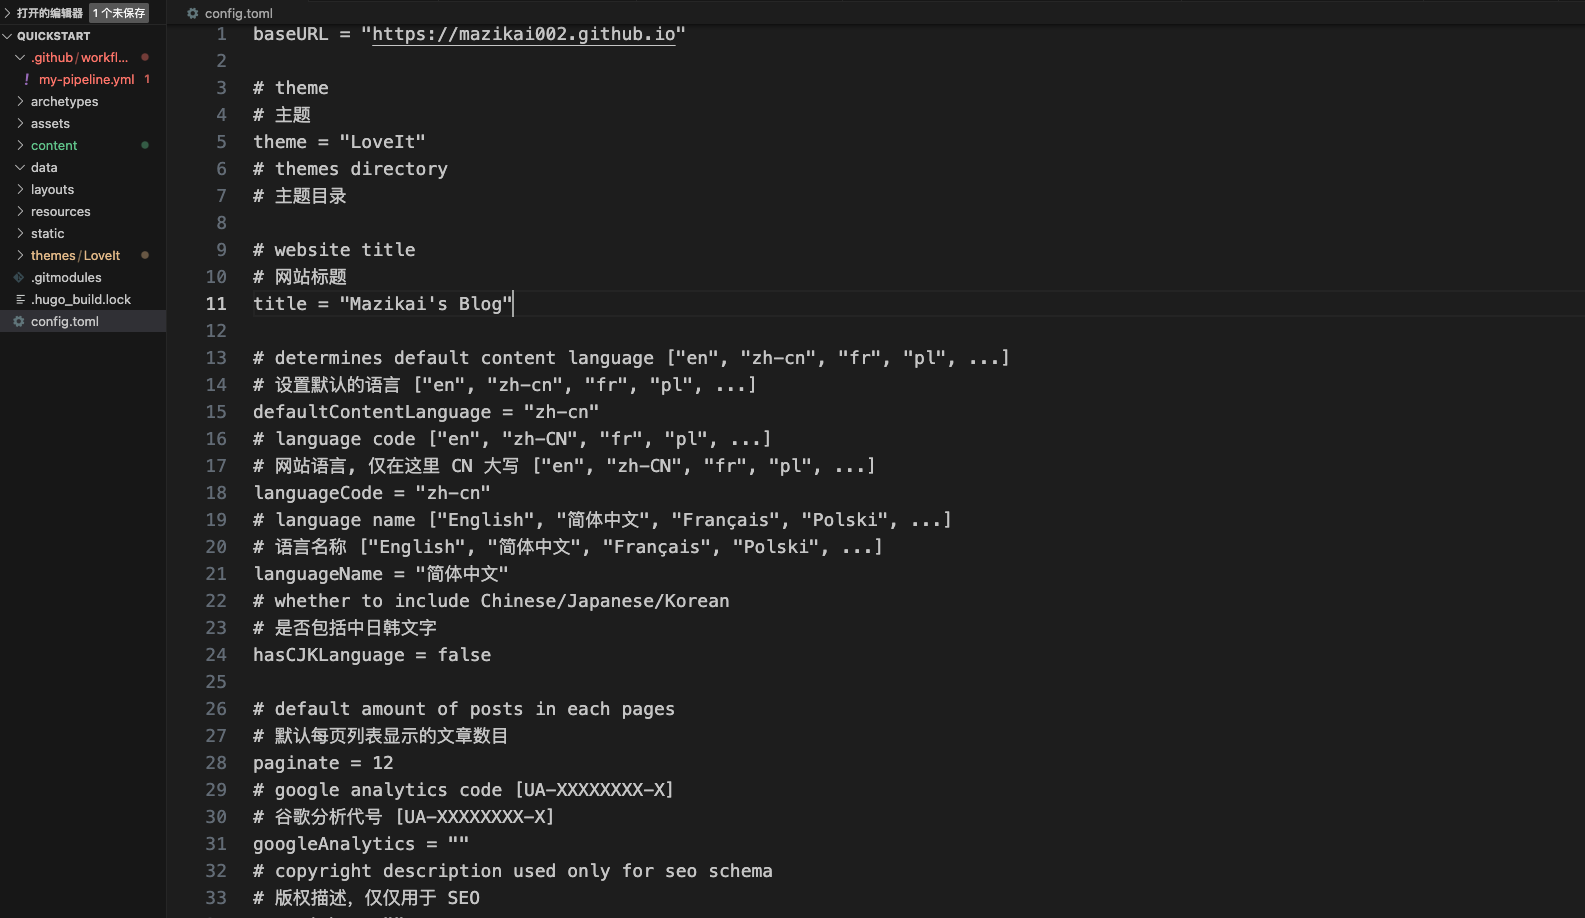 打开的编辑器 1 个未保存
QUICKSTART
.github/workfl...
! my-pipeline.yml 1
archetypes
assets
content
data
layouts
resources
static
themes/LoveIt
.gitmodules
.hugo_build.lock
config.toml
config.toml
1 baseURL = "https://mazikai002.github.io"
2
3 # theme
4 # 主题
5 theme = "LoveIt"
6 # themes directory
7 # 主题目录
8
9 # website title
10 # 网站标题
11 title = "Mazikai's Blog"
12
13 # determines default content language ["en", "zh-cn", "fr", "pl", ...]
14 # 设置默认的语言 ["en", "zh-cn", "fr", "pl", ...]
15 defaultContentLanguage = "zh-cn"
16 # language code ["en", "zh-CN", "fr", "pl", ...]
17 # 网站语言, 仅在这里 CN 大写 ["en", "zh-CN", "fr", "pl", ...]
18 languageCode = "zh-cn"
19 # language name ["English", "简体中文", "Français", "Polski", ...]
20 # 语言名称 ["English", "简体中文", "Français", "Polski", ...]
21 languageName = "简体中文"
22 # whether to include Chinese/Japanese/Korean
23 # 是否包括中日韩文字
24 hasCJKLanguage = false
25
26 # default amount of posts in each pages
27 # 默认每页列表显示的文章数目
28 paginate = 12
29 # google analytics code [UA-XXXXXXXX-X]
30 # 谷歌分析代号 [UA-XXXXXXXX-X]
31 googleAnalytics = ""
32 # copyright description used only for seo schema
33 # 版权描述，仅仅用于 SEO